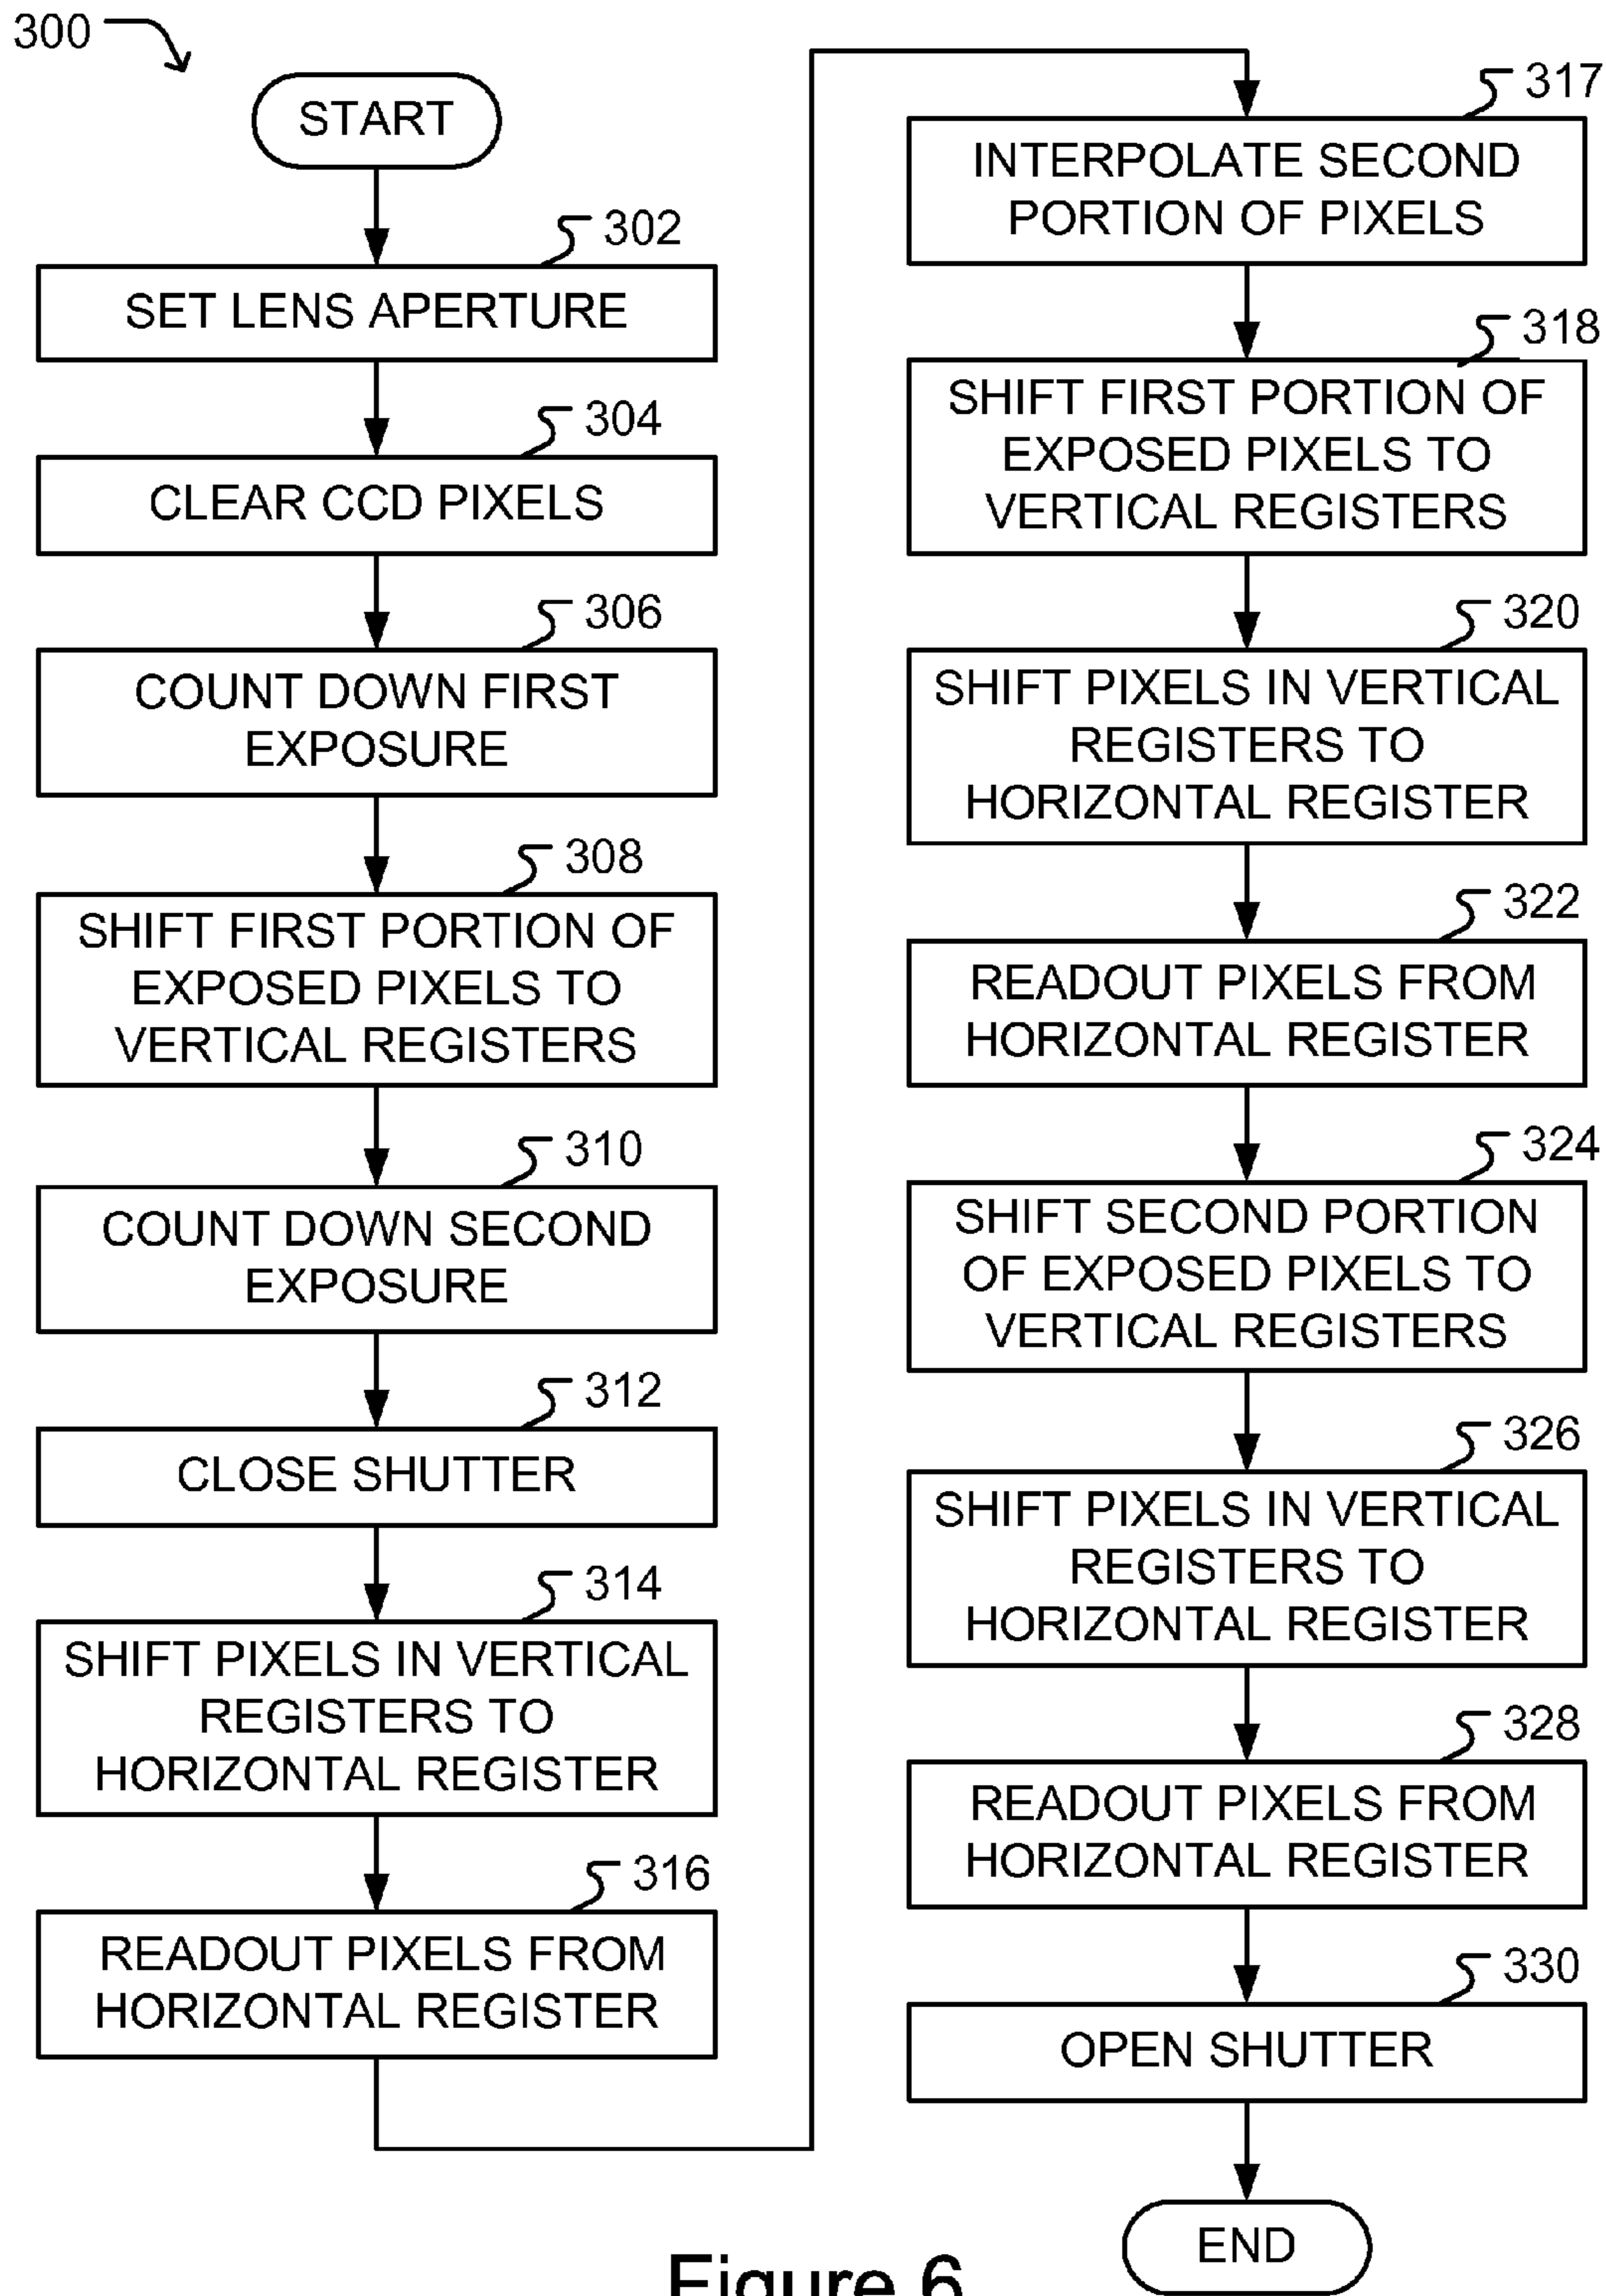 300
START
302
SET LENS APERTURE
304
CLEAR CCD PIXELS
306
COUNT DOWN FIRST
EXPOSURE
308
SHIFT FIRST PORTION OF
EXPOSED PIXELS TO
VERTICAL REGISTERS
310
COUNT DOWN SECOND
EXPOSURE
312
CLOSE SHUTTER
314
SHIFT PIXELS IN VERTICAL
REGISTERS TO
HORIZONTAL REGISTER
316
READOUT PIXELS FROM
HORIZONTAL REGISTER
317
INTERPOLATE SECOND
PORTION OF PIXELS
318
SHIFT FIRST PORTION OF
EXPOSED PIXELS TO
VERTICAL REGISTERS
320
SHIFT PIXELS IN VERTICAL
REGISTERS TO
HORIZONTAL REGISTER
322
READOUT PIXELS FROM
HORIZONTAL REGISTER
324
SHIFT SECOND PORTION
OF EXPOSED PIXELS TO
VERTICAL REGISTERS
326
SHIFT PIXELS IN VERTICAL
REGISTERS TO
HORIZONTAL REGISTER
328
READOUT PIXELS FROM
HORIZONTAL REGISTER
330
OPEN SHUTTER
END
Figure 6